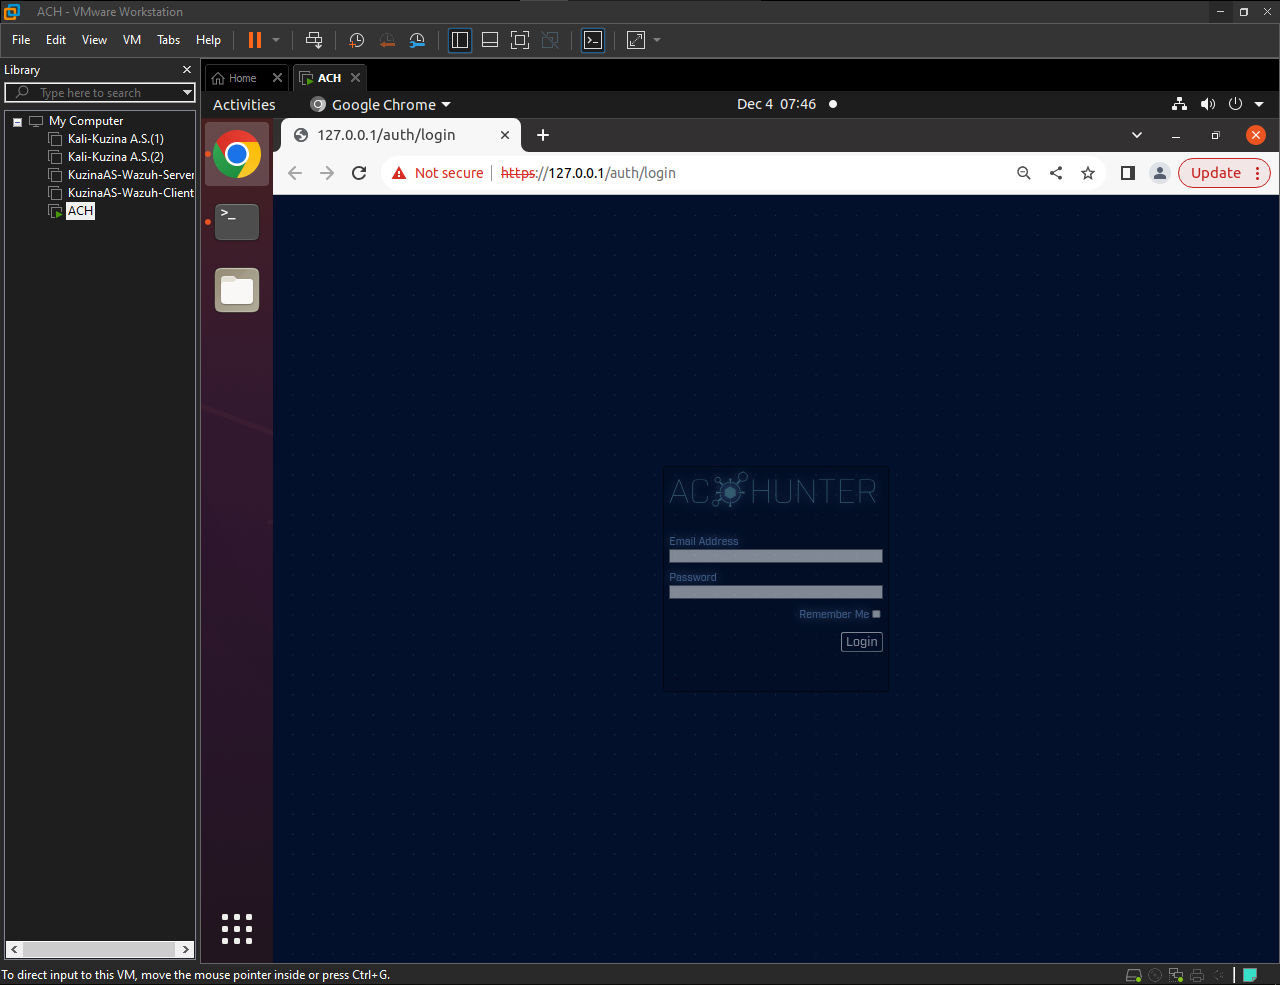 ACH - VMware Workstation
File Edit View VM Tabs Help
Library
Type here to search
My Computer
Kali-Kuzina A.S.(1)
Kali-Kuzina A.S.(2)
KuzinaAS-Wazuh-Server
KuzinaAS-Wazuh-Client
ACH
Home ACH
Activities Google Chrome Dec 4 07:46
127.0.0.1/auth/login
Not secure https://127.0.0.1/auth/login Update
>_
AC HUNTER
Email Address
Password
Remember Me
Login
To direct input to this VM, move the mouse pointer inside or press Ctrl+G.